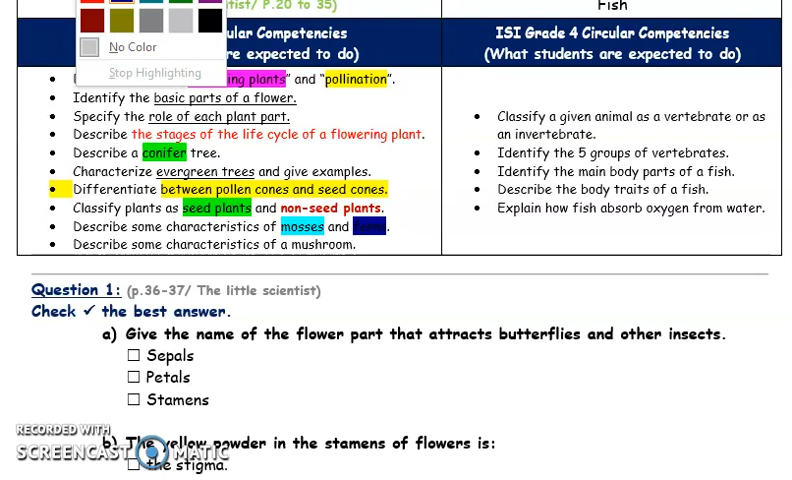 tist/ P.20 to 35)
Fish
ular Competencies
re expected to do)
ISI Grade 4 Circular Competencies
(What students are expected to do)
No Color
Stop Highlighting
ing plants" and "pollination".
• Identify the basic parts of a flower.
• Specify the role of each plant part.
• Describe the stages of the life cycle of a flowering plant.
• Describe a conifer tree.
• Characterize evergreen trees and give examples.
• Differentiate between pollen cones and seed cones.
• Classify plants as seed plants and non-seed plants.
• Describe some characteristics of mosses and ferns.
• Describe some characteristics of a mushroom.
• Classify a given animal as a vertebrate or as
an invertebrate.
• Identify the 5 groups of vertebrates.
• Identify the main body parts of a fish.
• Describe the body traits of a fish.
• Explain how fish absorb oxygen from water.
Question 1: (p.36-37/ The little scientist)
Check ✓ the best answer.
a) Give the name of the flower part that attracts butterflies and other insects.
☐ Sepals
☐ Petals
☐ Stamens
b) The yellow powder in the stamens of flowers is:
☐ the stigma.
RECORDED WITH
SCREENCAST MATIC